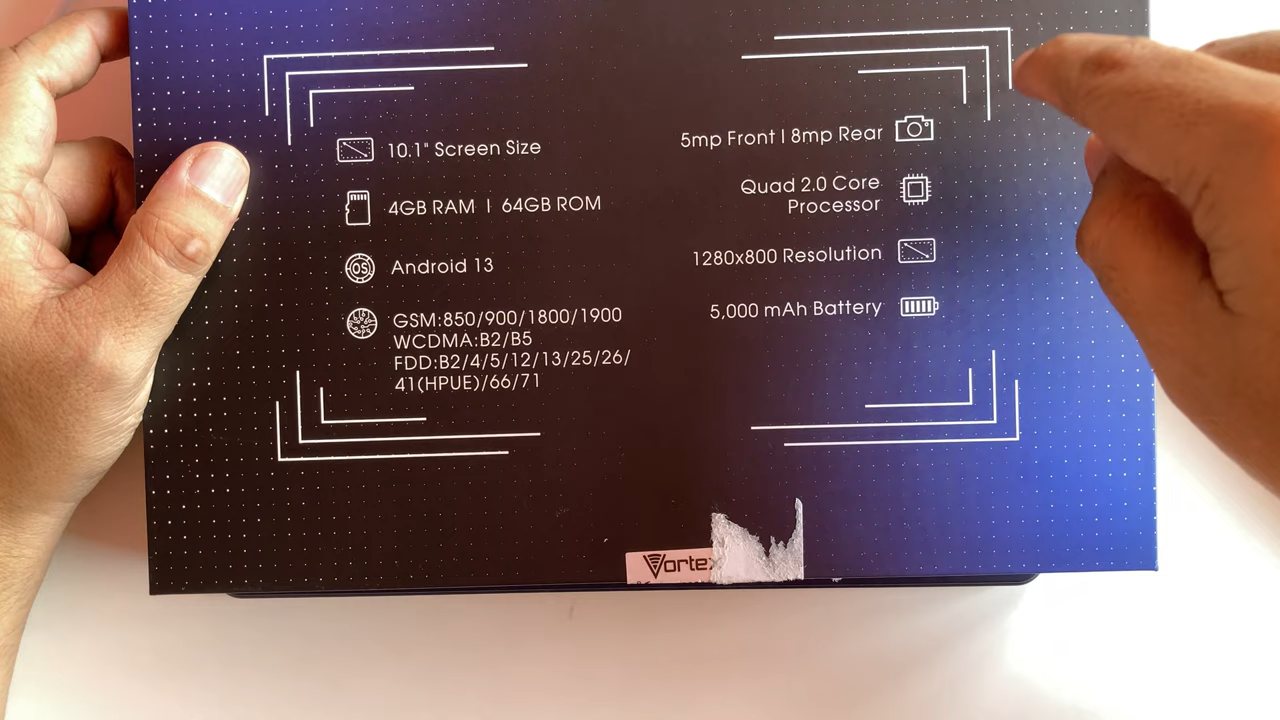 10.1" Screen Size
4GB RAM | 64GB ROM
Android 13
GSM:850/900/1800/1900
WCDMA:B2/B5
FDD:B2/4/5/12/13/25/26/
41(HPUE)/66/71
5mp Front | 8mp Rear
Quad 2.0 Core
Processor
1280x800 Resolution
5,000 mAh Battery
OS
Vortex